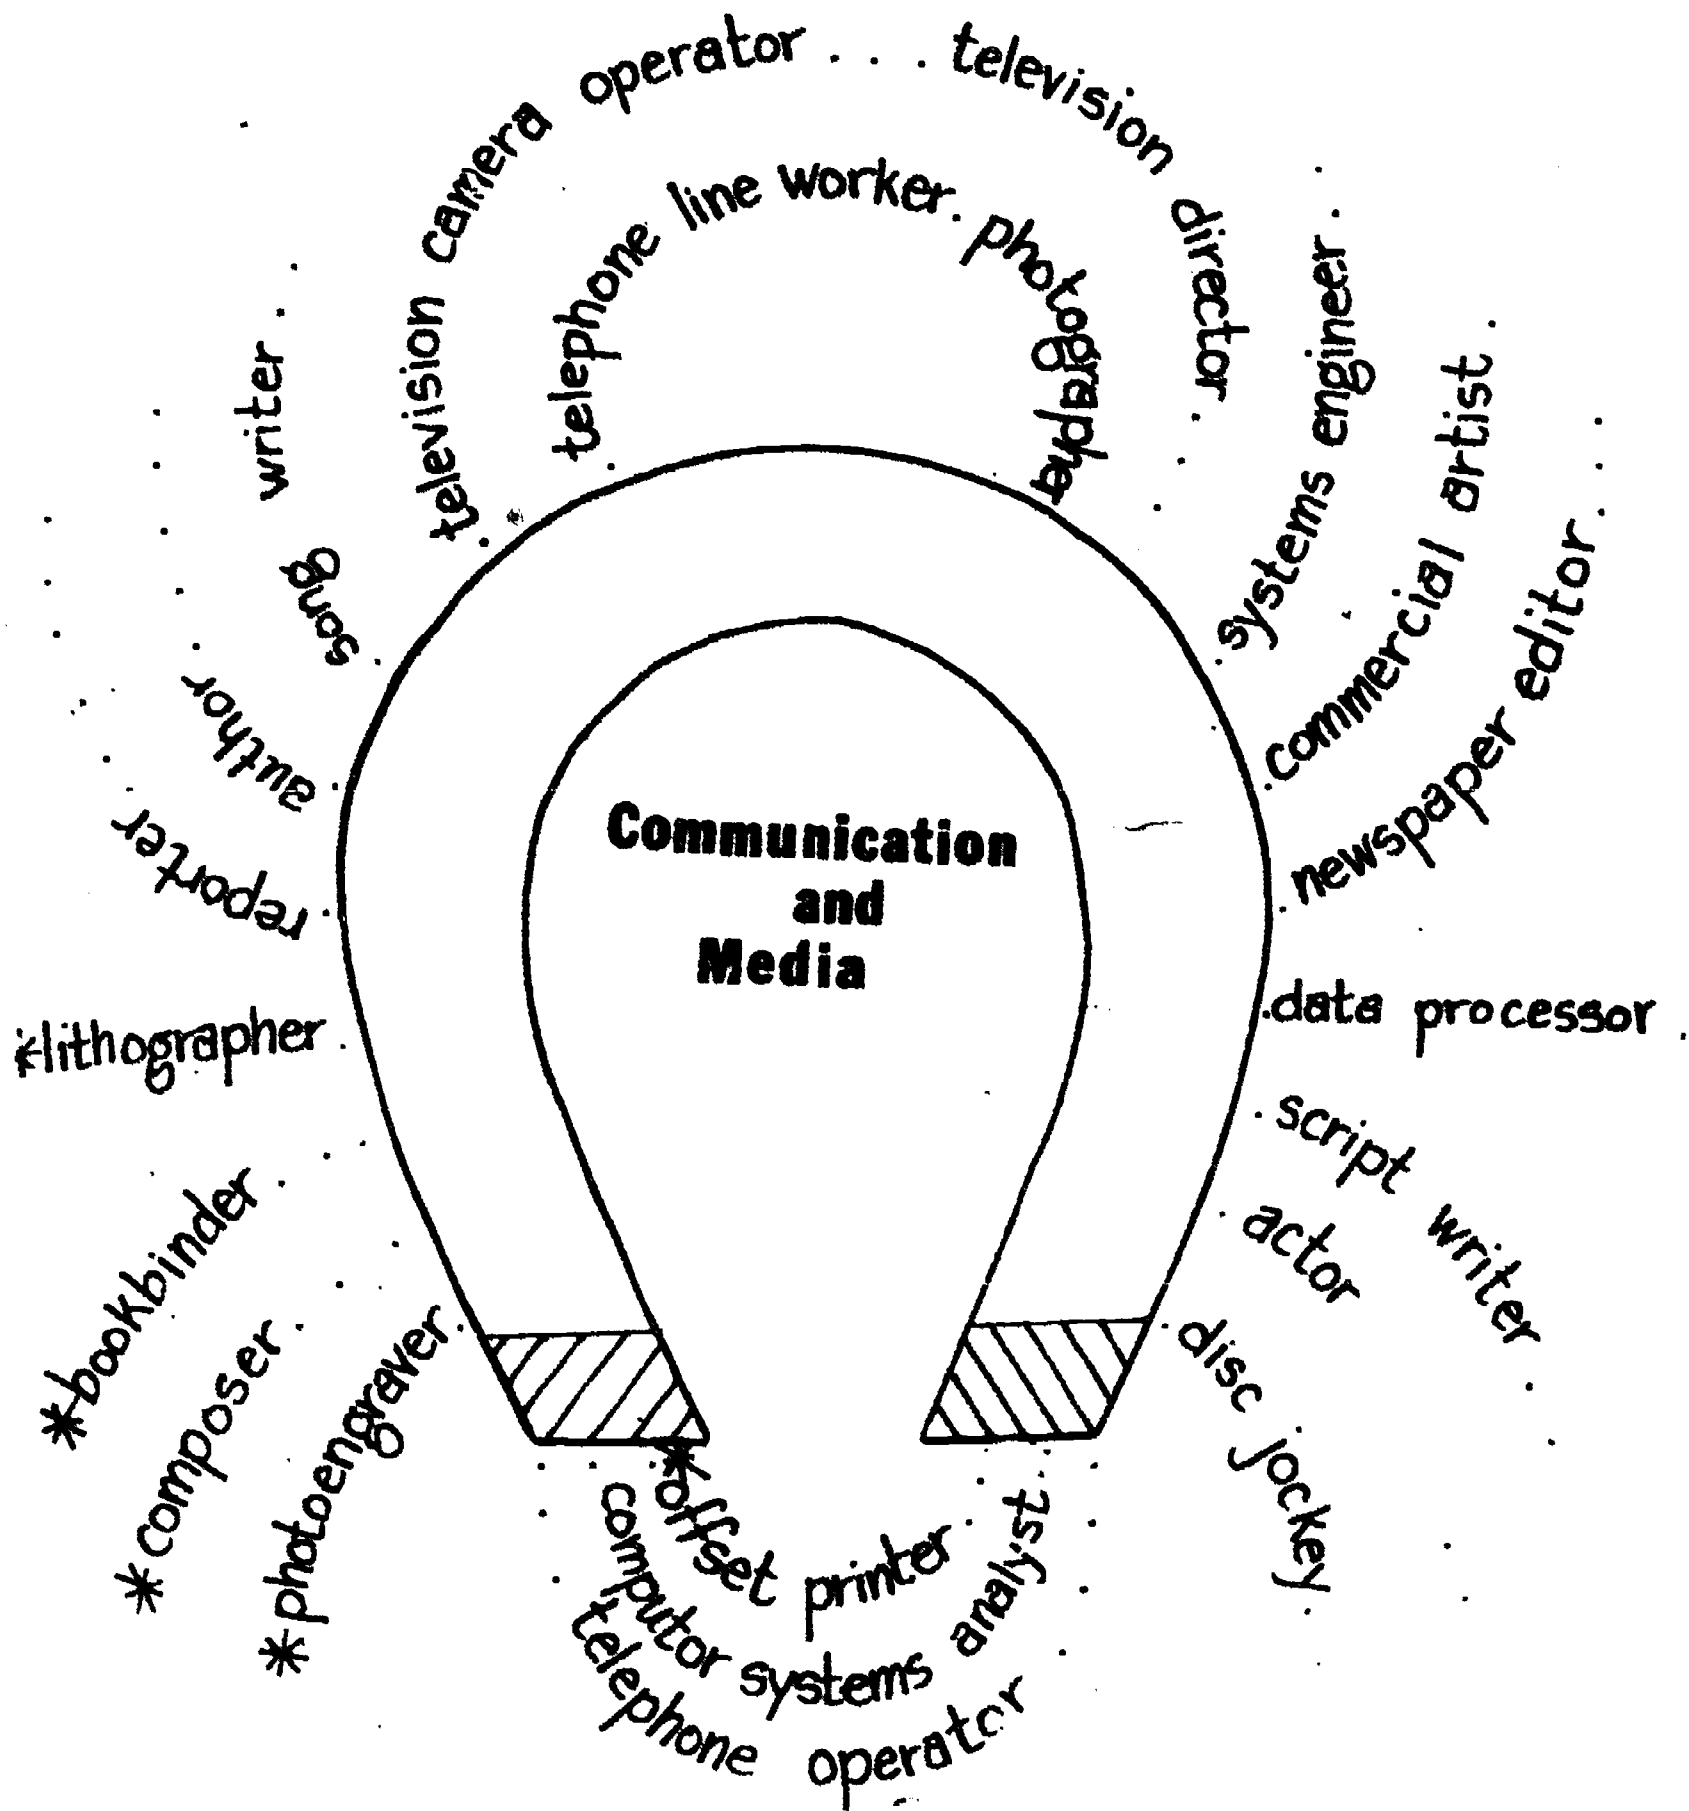 television camera operator .... television director
telephone line worker. photographer
song writer
author
reporter
*lithographer
*bookbinder
*composer
*photoengraver
Communication
and
Media
systems engineer
commercial artist
newspaper editor
data processor
script writer
actor
disc jockey
*offset printer
computor systems analyst
telephone operator